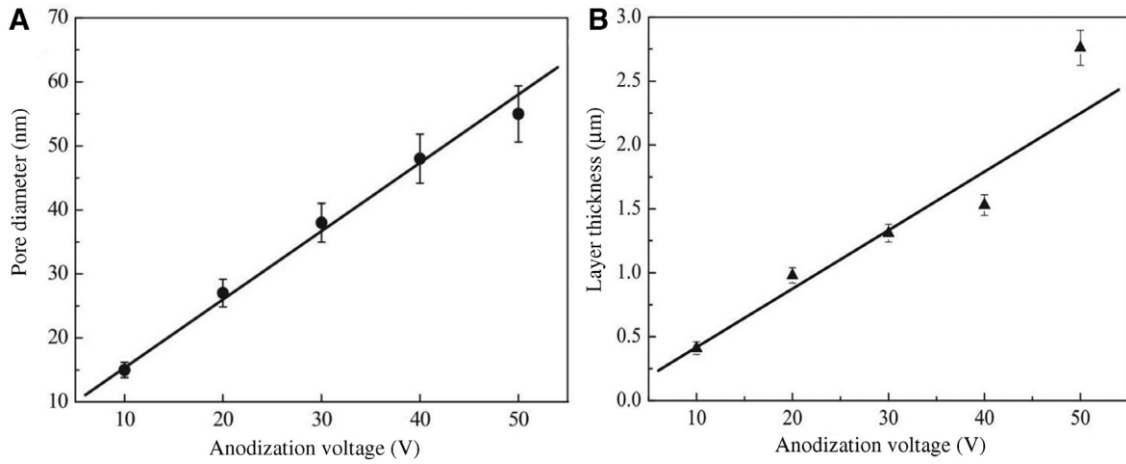 A
Pore diameter (nm)
70
60
50
40
30
20
10
10 20 30 40 50
Anodization voltage (V)
B
Layer thickness (μm)
3.0
2.5
2.0
1.5
1.0
0.5
0.0
10 20 30 40 50
Anodization voltage (V)